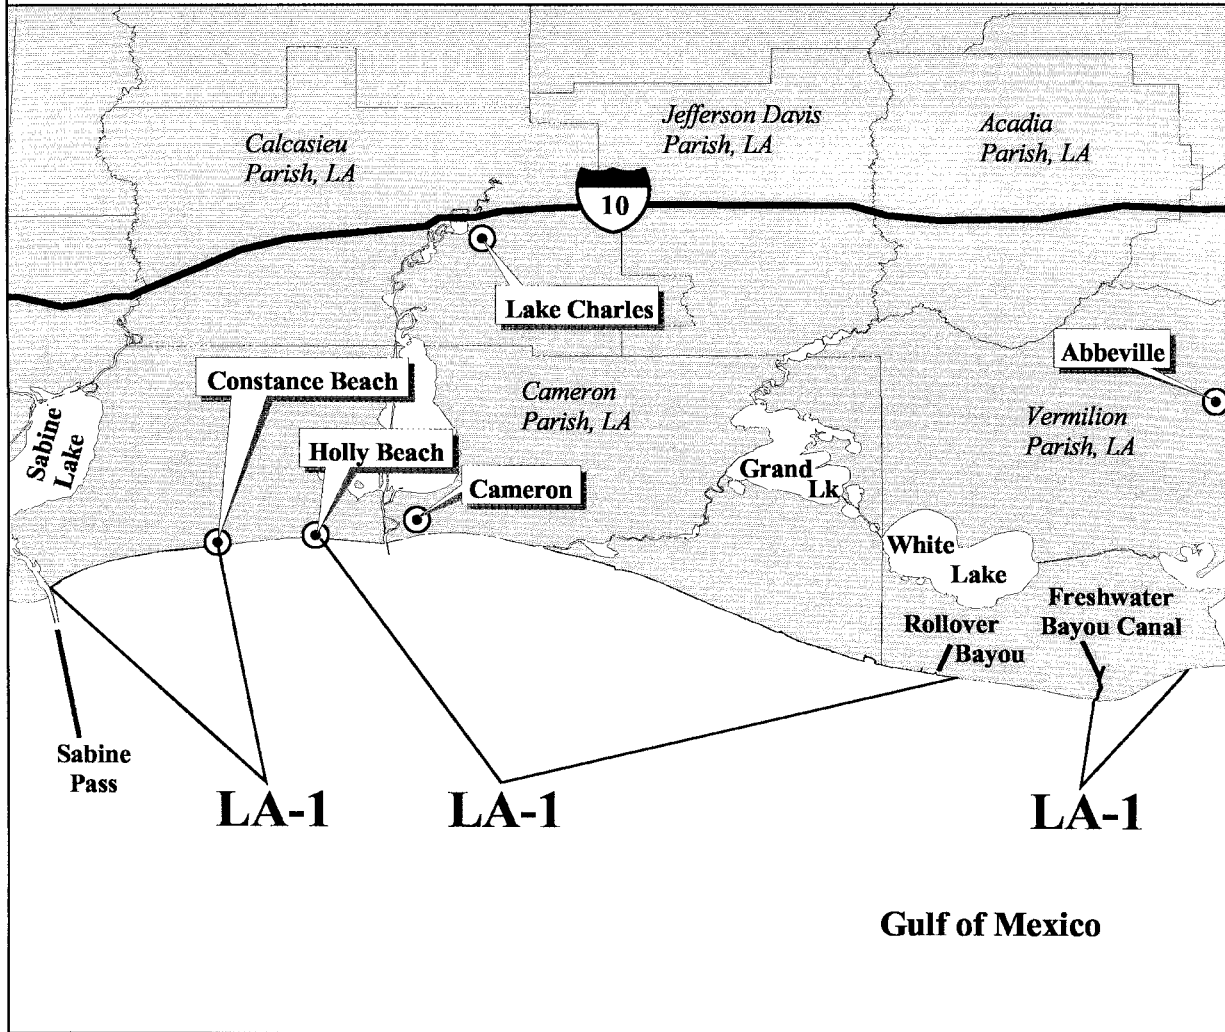 Calcasieu
Parish, LA
Jefferson Davis
Parish, LA
Acadia
Parish, LA
10
Lake Charles
Abbeville
Constance Beach
Cameron
Parish, LA
Vermilion
Parish, LA
Sabine
Lake
Holly Beach
Cameron
Grand
Lk
White
Lake
Freshwater
Bayou Canal
Rollover
Bayou
Sabine
Pass
LA-1
LA-1
LA-1
Gulf of Mexico